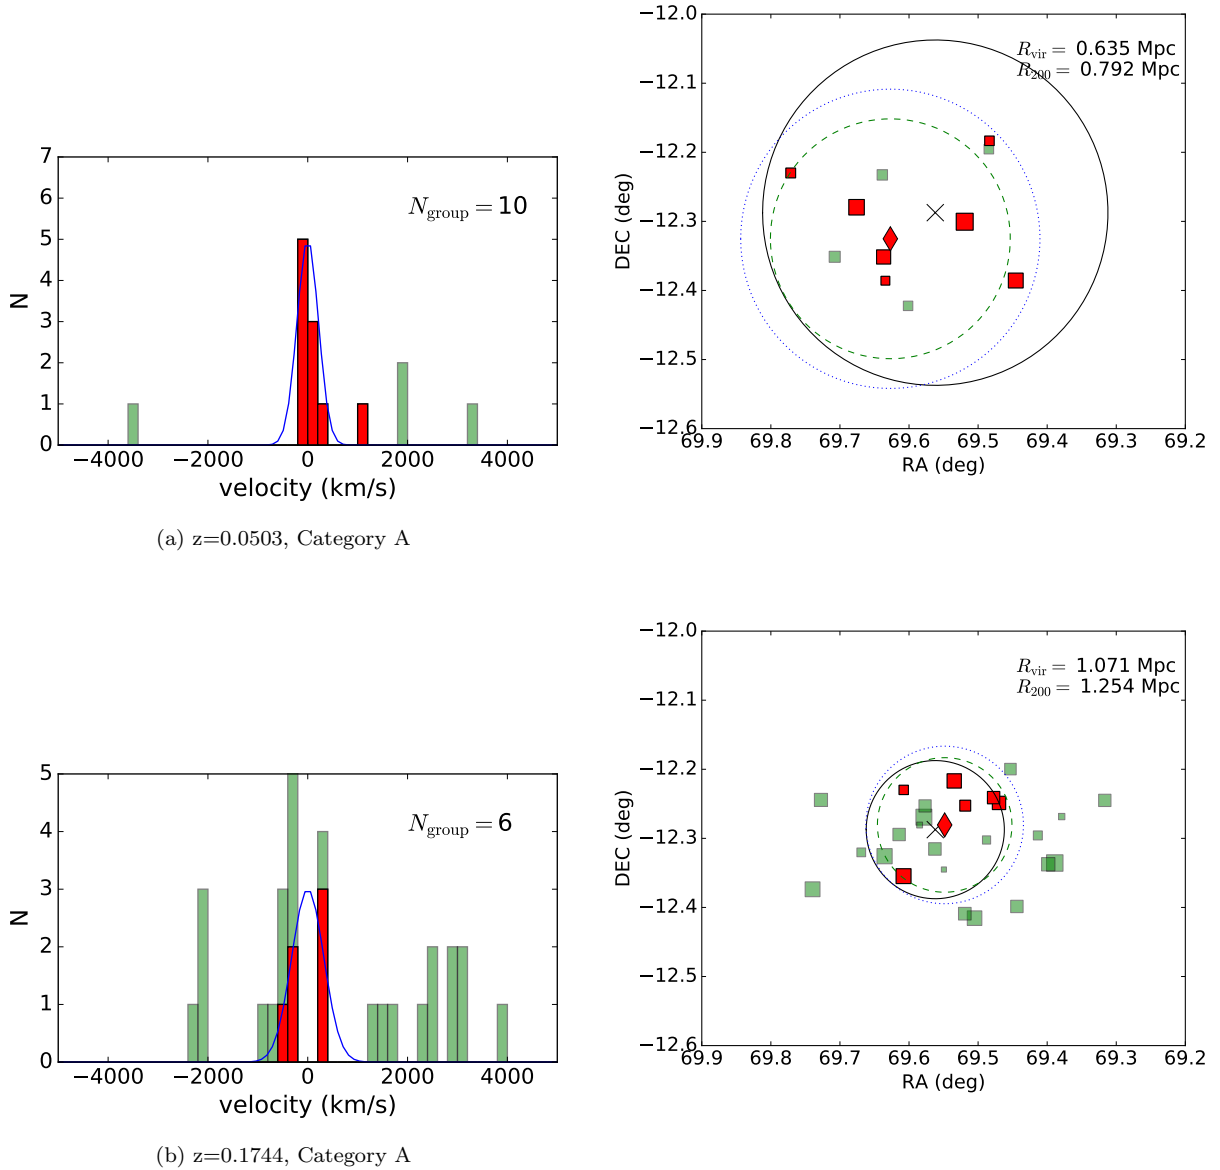 7
6
5
4
3
2
1
0
N
N_group = 10
−4000 −2000 0 2000 4000
velocity (km/s)
−12.0
−12.1
−12.2
−12.3
−12.4
−12.5
−12.6
DEC (deg)
R_vir = 0.635 Mpc
R_200 = 0.792 Mpc
69.9 69.8 69.7 69.6 69.5 69.4 69.3 69.2
RA (deg)
(a) z=0.0503, Category A
5
4
3
2
1
0
N
N_group = 6
−4000 −2000 0 2000 4000
velocity (km/s)
−12.0
−12.1
−12.2
−12.3
−12.4
−12.5
−12.6
DEC (deg)
R_vir = 1.071 Mpc
R_200 = 1.254 Mpc
69.9 69.8 69.7 69.6 69.5 69.4 69.3 69.2
RA (deg)
(b) z=0.1744, Category A